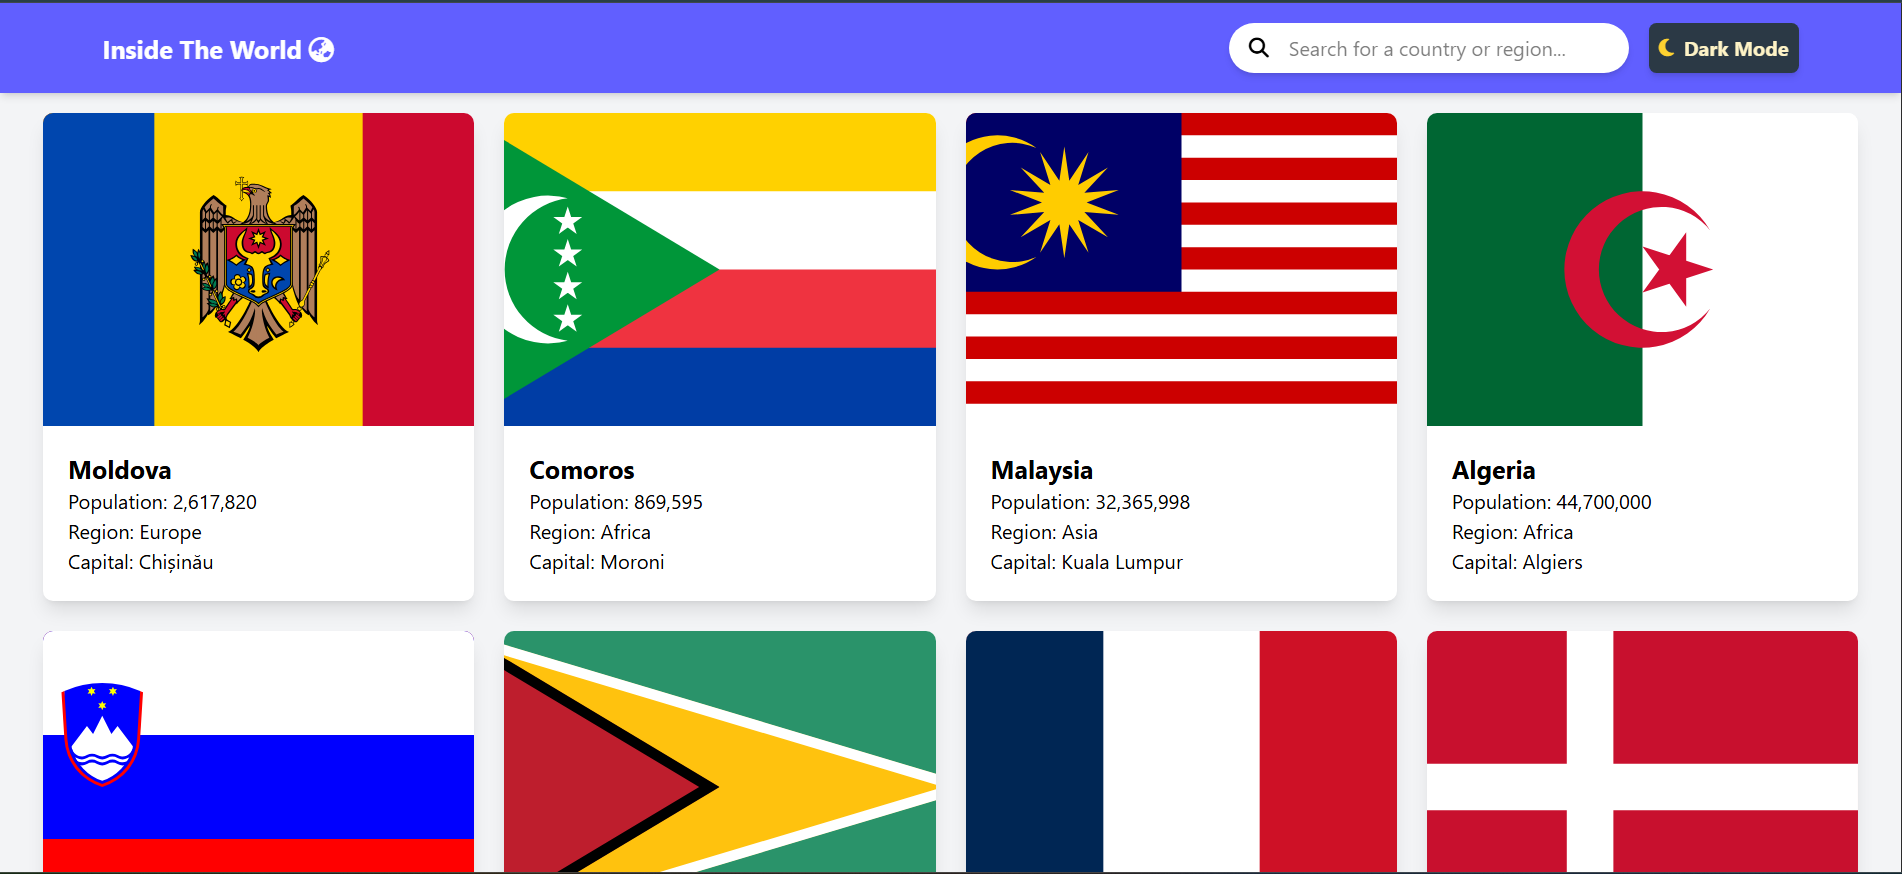 Inside The World
Search for a country or region...
Dark Mode
Moldova
Population: 2,617,820
Region: Europe
Capital: Chișinău
Comoros
Population: 869,595
Region: Africa
Capital: Moroni
Malaysia
Population: 32,365,998
Region: Asia
Capital: Kuala Lumpur
Algeria
Population: 44,700,000
Region: Africa
Capital: Algiers